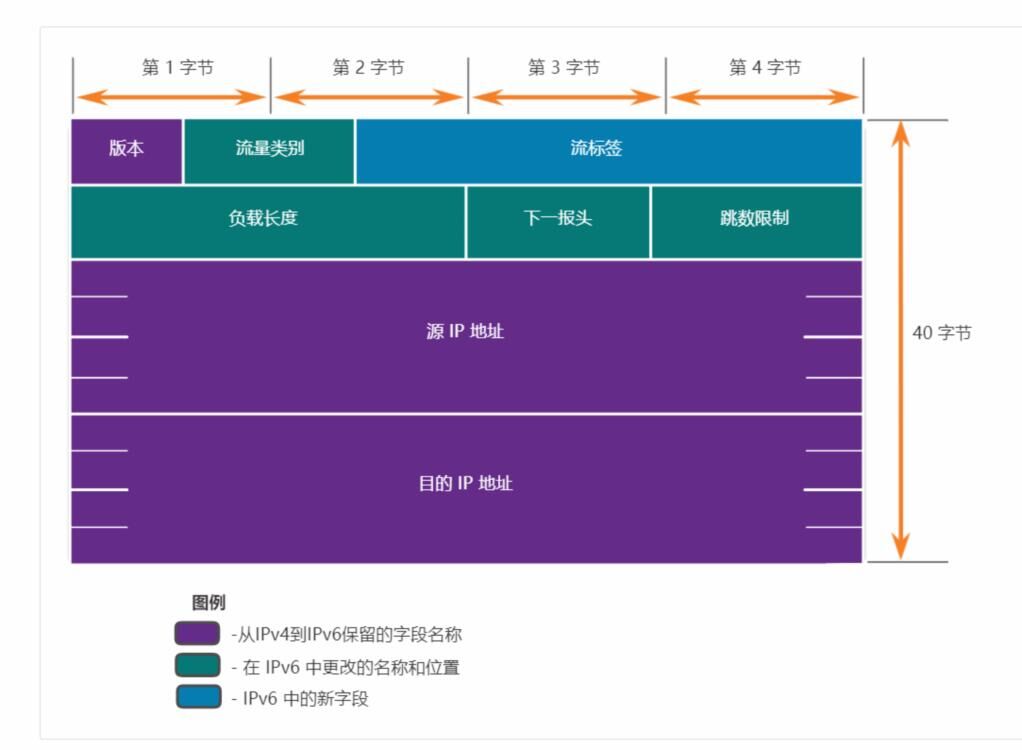 第 1 字节 第 2 字节 第 3 字节 第 4 字节
版本 流量类别 流标签
负载长度 下一报头 跳数限制
源 IP 地址
40 字节
目的 IP 地址
图例
-从IPv4到IPv6保留的字段名称
- 在 IPv6 中更改的名称和位置
- IPv6 中的新字段